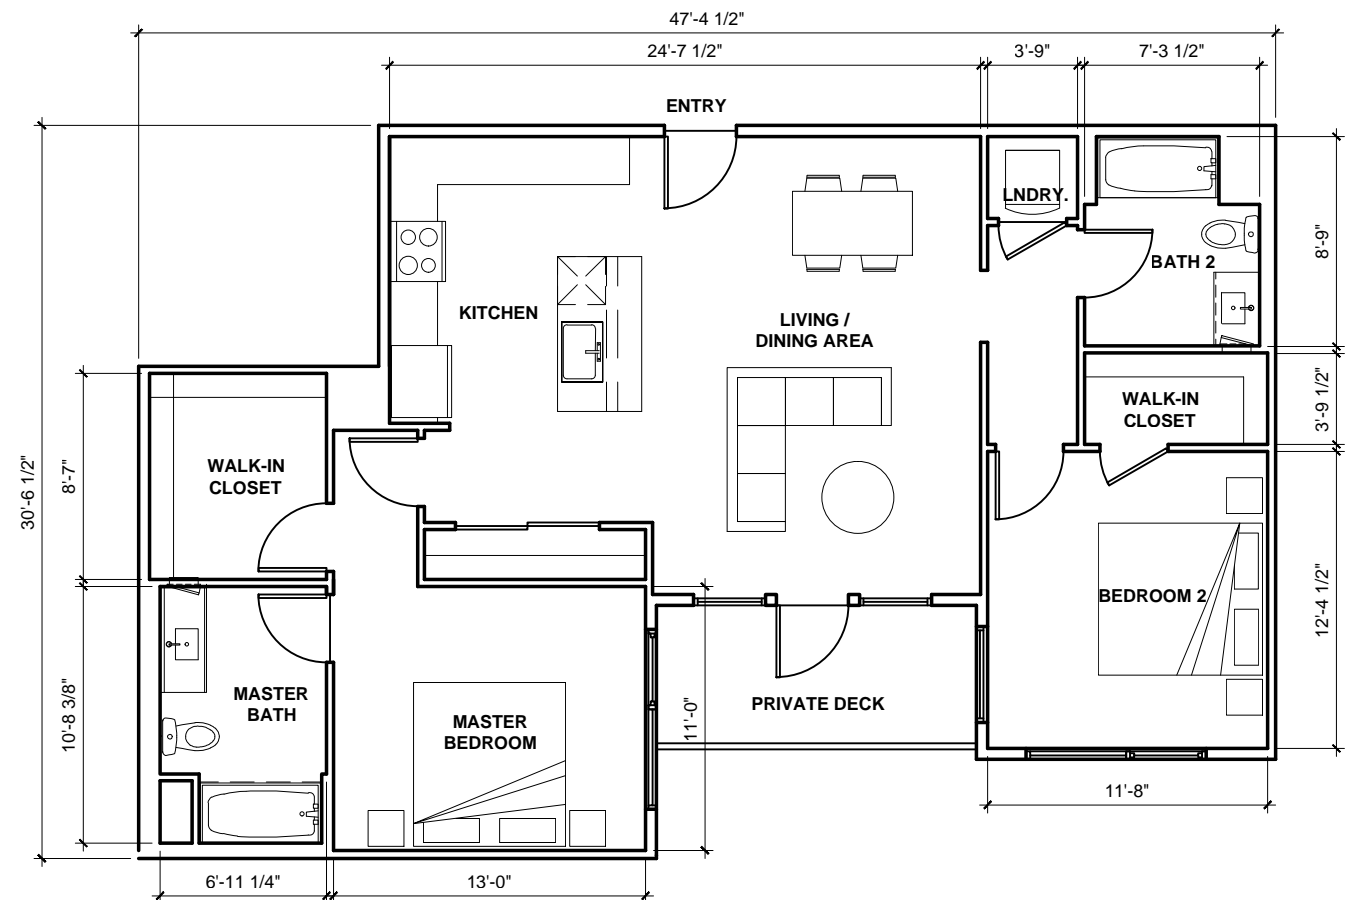 47'-4 1/2"
24'-7 1/2"
3'-9"
7'-3 1/2"
ENTRY
LNDRY.
8'-9"
BATH 2
KITCHEN
LIVING /
DINING AREA
WALK-IN
CLOSET
3'-9 1/2"
30'-6 1/2"
8'-7"
WALK-IN
CLOSET
BEDROOM 2
12'-4 1/2"
10'-8 3/8"
MASTER
BATH
MASTER
BEDROOM
11'-0"
PRIVATE DECK
11'-8"
6'-11 1/4"
13'-0"